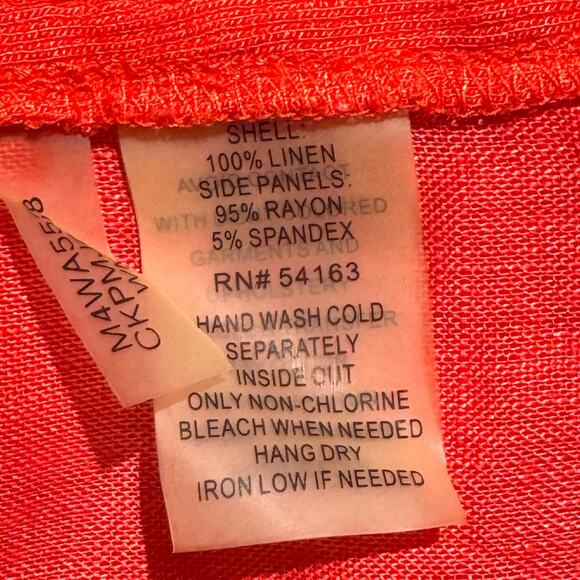 SHELL:
100% LINEN
SIDE PANELS:
95% RAYON
5% SPANDEX
RN# 54163
HAND WASH COLD
SEPARATELY
INSIDE OUT
ONLY NON-CHLORINE
BLEACH WHEN NEEDED
HANG DRY
IRON LOW IF NEEDED
M4WA5578
CKPM